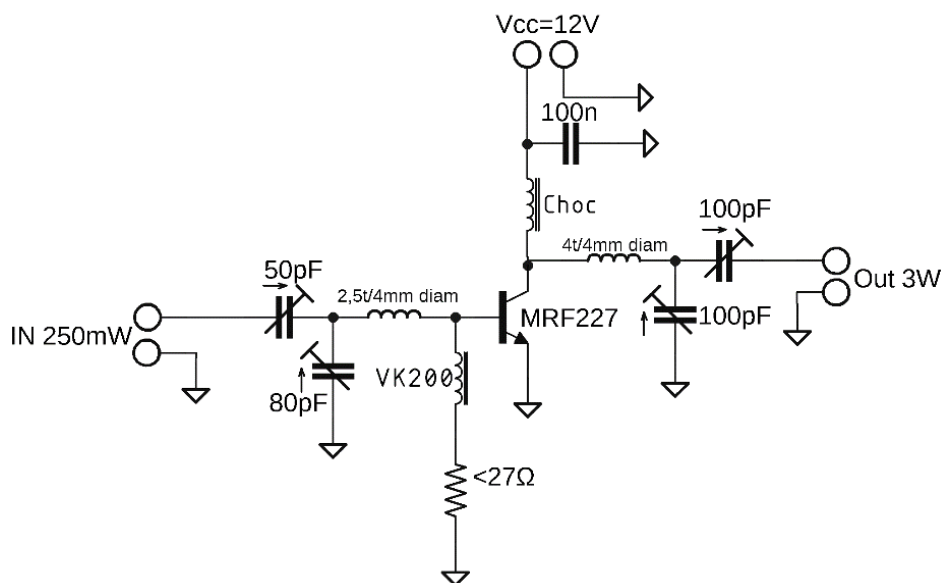 Vcc=12V
100n
Choc
100pF
4t/4mm diam
50pF
Out 3W
2,5t/4mm diam
MRF227
100pF
IN 250mW
VK200
80pF
<27Ω